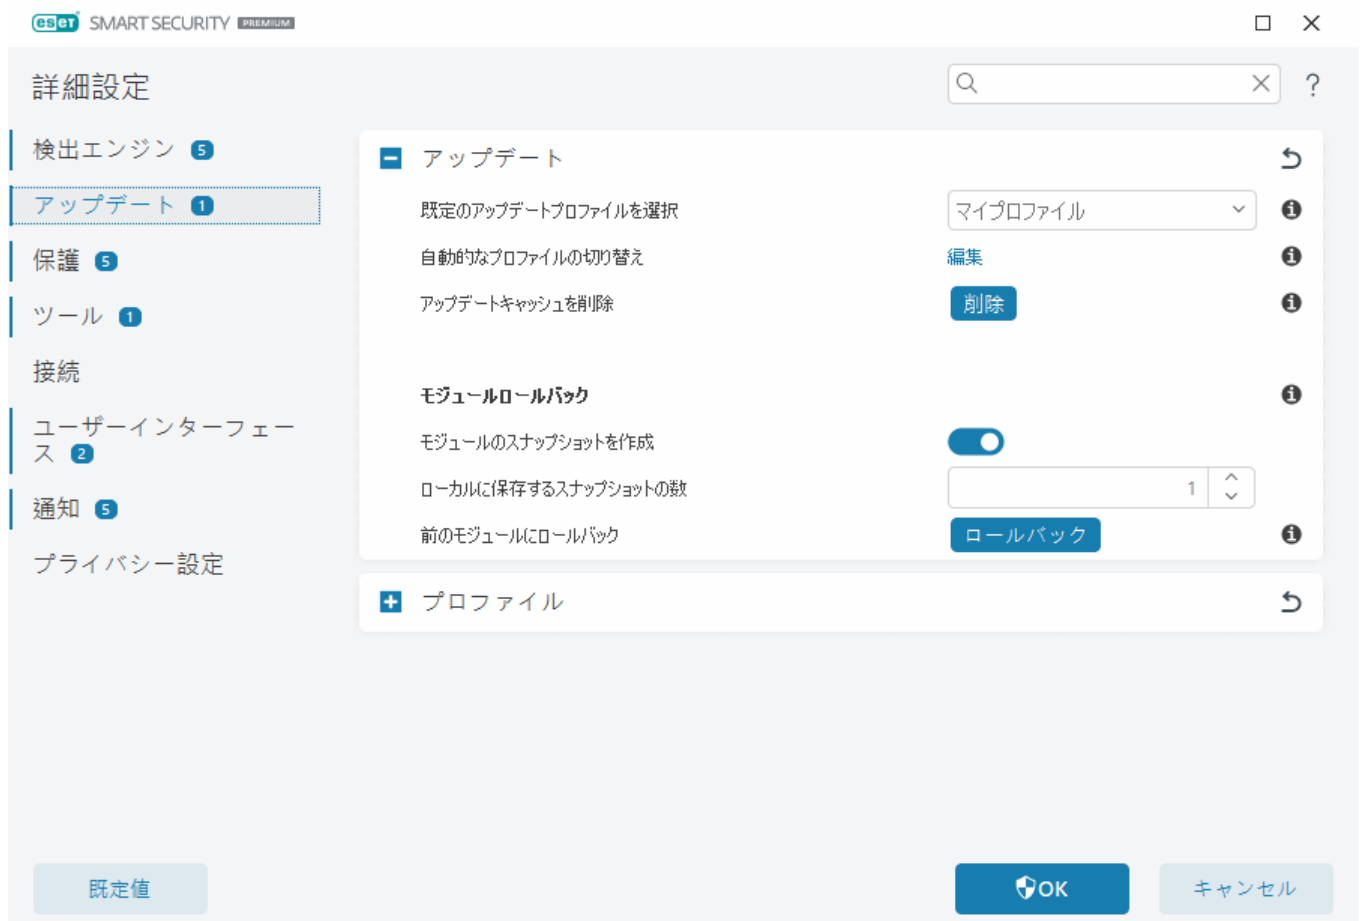 eset SMART SECURITY PREMIUM
詳細設定
?
検出エンジン 5
アップデート 1
保護 5
ツール 1
接続
ユーザーインターフェー
ス 2
通知 5
プライバシー設定
アップデート
既定のアップデートプロファイルを選択 マイプロファイル
自動的なプロファイルの切り替え 編集
アップデートキャッシュを削除 削除
モジュールロールバック
モジュールのスナップショットを作成
ローカルに保存するスナップショットの数 1
前のモジュールにロールバック ロールバック
プロファイル
既定値 OK キャンセル